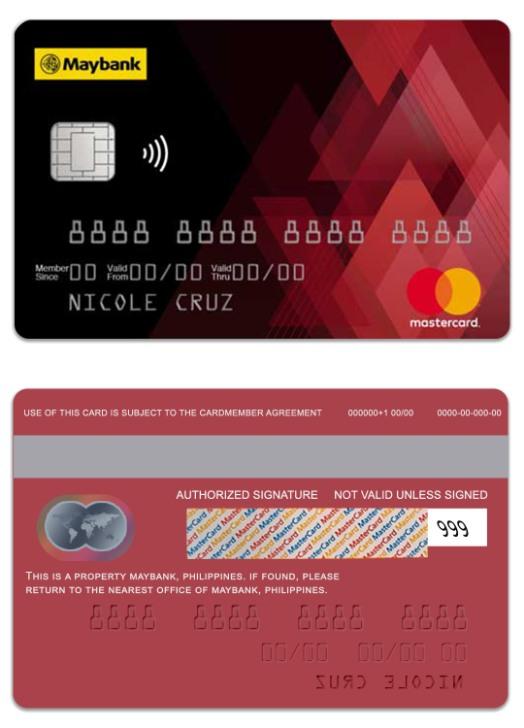 Maybank
8888 8888 8888 8888
Member Since 00 Valid From 00/00 Valid Thru 00/00
NICOLE CRUZ
mastercard.
USE OF THIS CARD IS SUBJECT TO THE CARDMEMBER AGREEMENT 000000+1 00/00 0000-00-000-00
AUTHORIZED SIGNATURE NOT VALID UNLESS SIGNED
MasterCard MasterCard MasterCard
999
THIS IS A PROPERTY MAYBANK, PHILIPPINES. IF FOUND, PLEASE
RETURN TO THE NEAREST OFFICE OF MAYBANK, PHILIPPINES.
8888 8888 8888 8888
00/00 00/00 00
NICOLE CRUZ